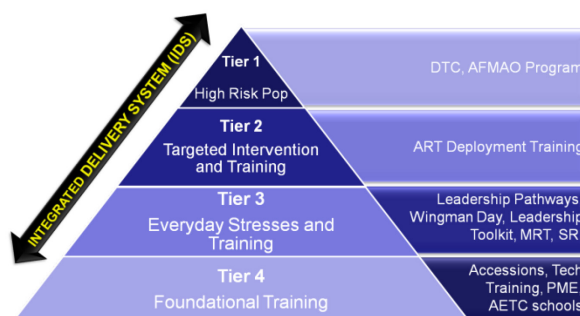 INTEGRATED DELIVERY SYSTEM (IDS)
Tier 1
High Risk Pop
DTC, AFMAO Program
Tier 2
Targeted Intervention
and Training
ART Deployment Training
Tier 3
Everyday Stresses and
Training
Leadership Pathways,
Wingman Day, Leadership
Toolkit, MRT, SR
Tier 4
Foundational Training
Accessions, Tech
Training, PME,
AETC schools